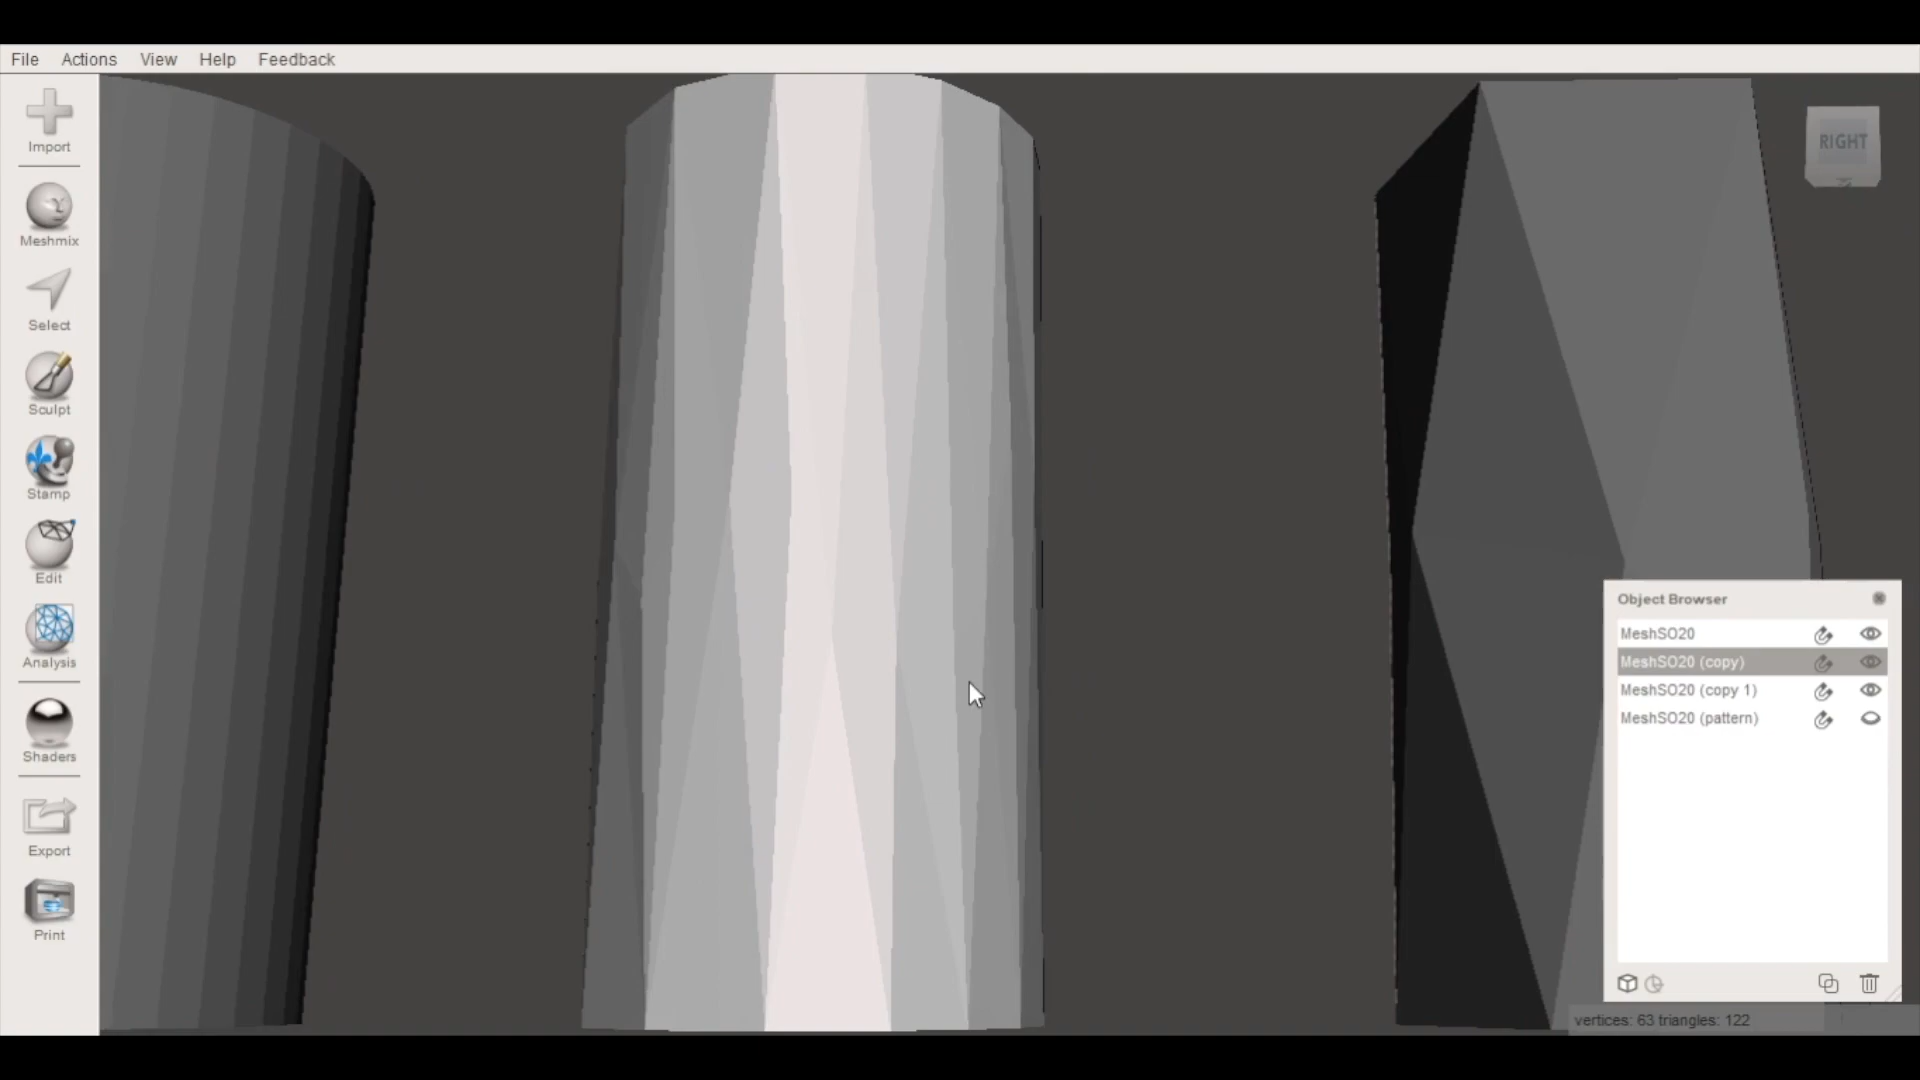 File Actions View Help Feedback
Import
Meshmix
Select
Sculpt
Stamp
Edit
Analysis
Shaders
Export
Print
RIGHT
Object Browser
MeshSO20
MeshSO20 (copy)
MeshSO20 (copy 1)
MeshSO20 (pattern)
vertices: 63 triangles: 122